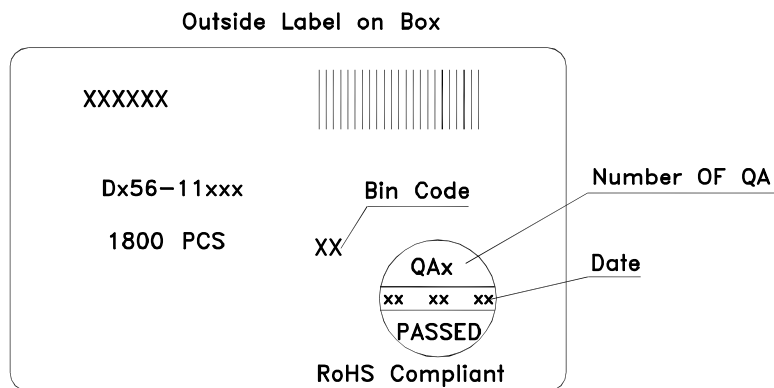 Outside Label on Box
XXXXXX
Dx56-11xxx
1800 PCS
Bin Code
XX
Number OF QA
QAx
Date
xx xx xx
PASSED
RoHS Compliant